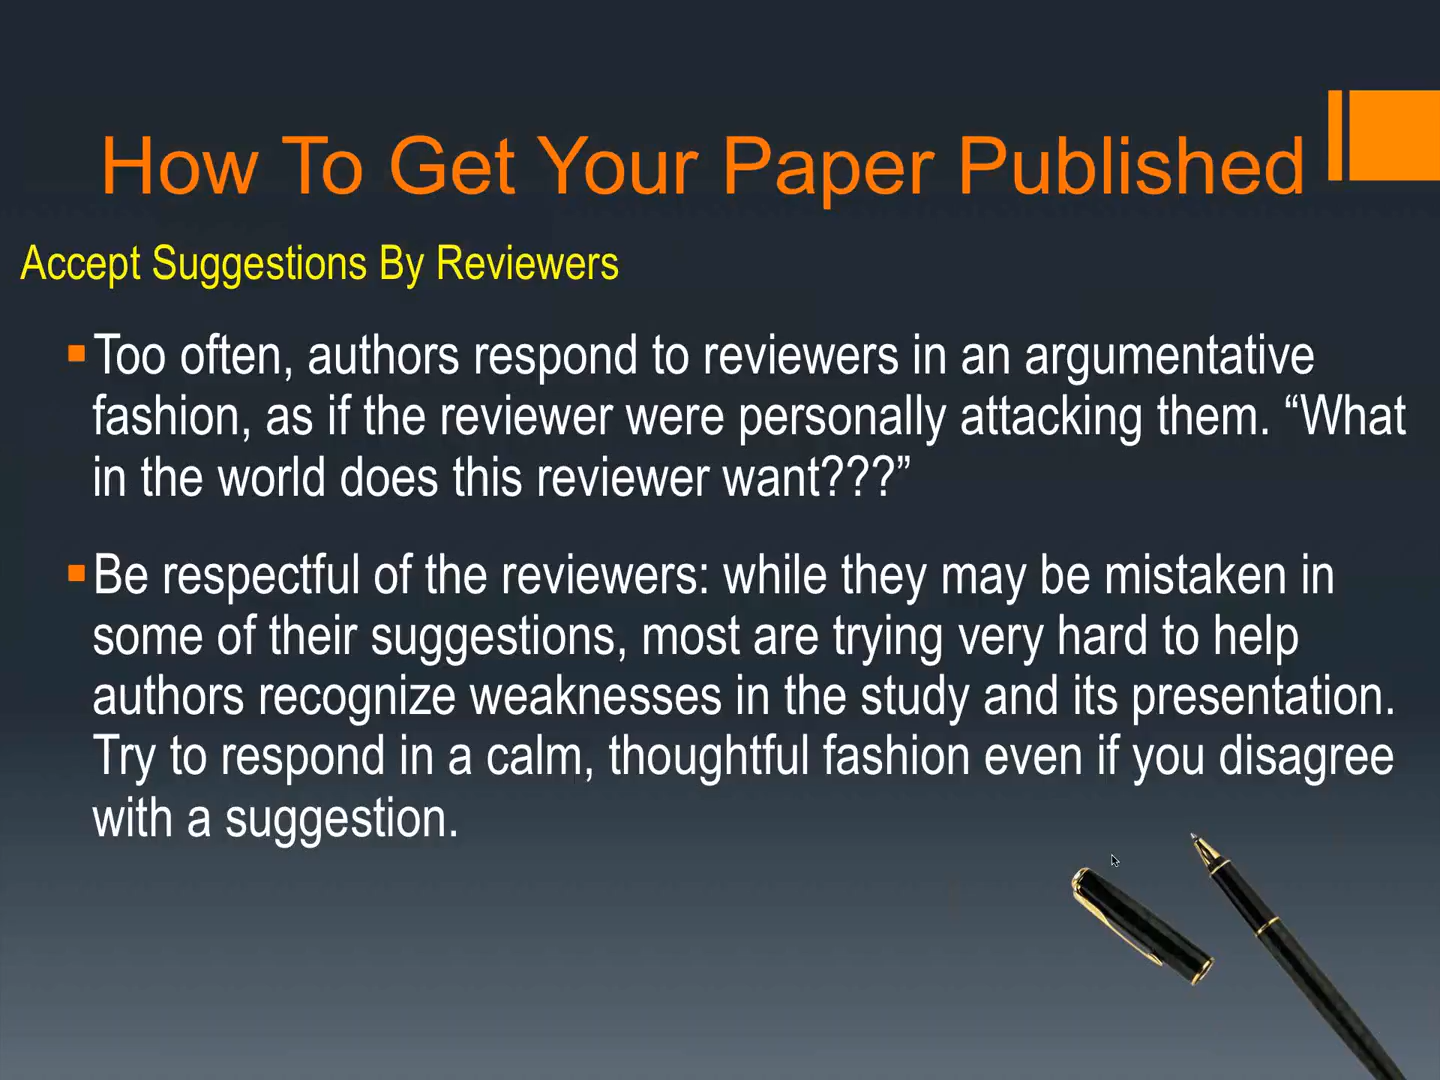 How To Get Your Paper Published
Accept Suggestions By Reviewers
Too often, authors respond to reviewers in an argumentative
fashion, as if the reviewer were personally attacking them. “What
in the world does this reviewer want???”
Be respectful of the reviewers: while they may be mistaken in
some of their suggestions, most are trying very hard to help
authors recognize weaknesses in the study and its presentation.
Try to respond in a calm, thoughtful fashion even if you disagree
with a suggestion.